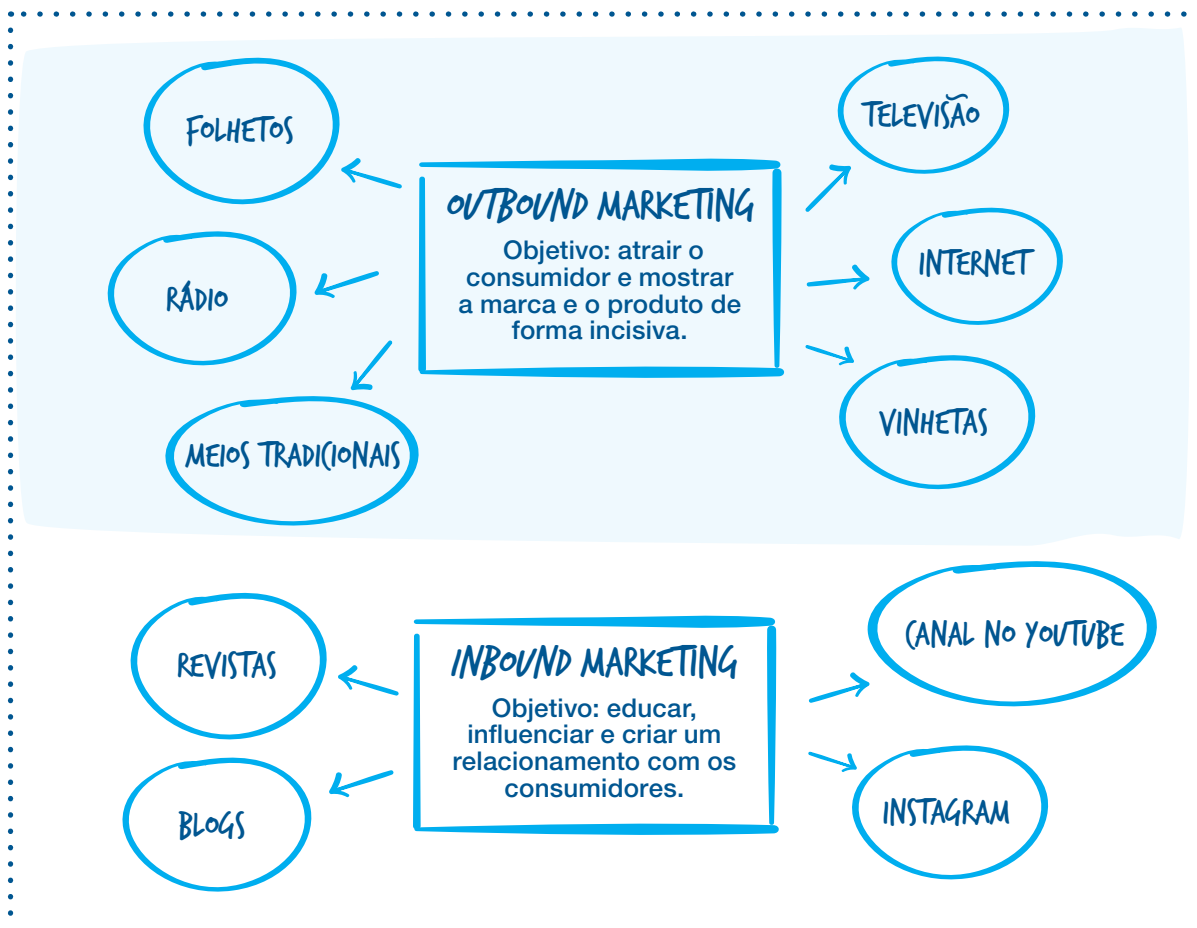 FOLHETOS
RÁDIO
MEIOS TRADICIONAIS
OUTBOUND MARKETING
Objetivo: atrair o
consumidor e mostrar
a marca e o produto de
forma incisiva.
TELEVISÃO
INTERNET
VINHETAS
REVISTAS
BLOGS
INBOUND MARKETING
Objetivo: educar,
influenciar e criar um
relacionamento com os
consumidores.
CANAL NO YOUTUBE
INSTAGRAM